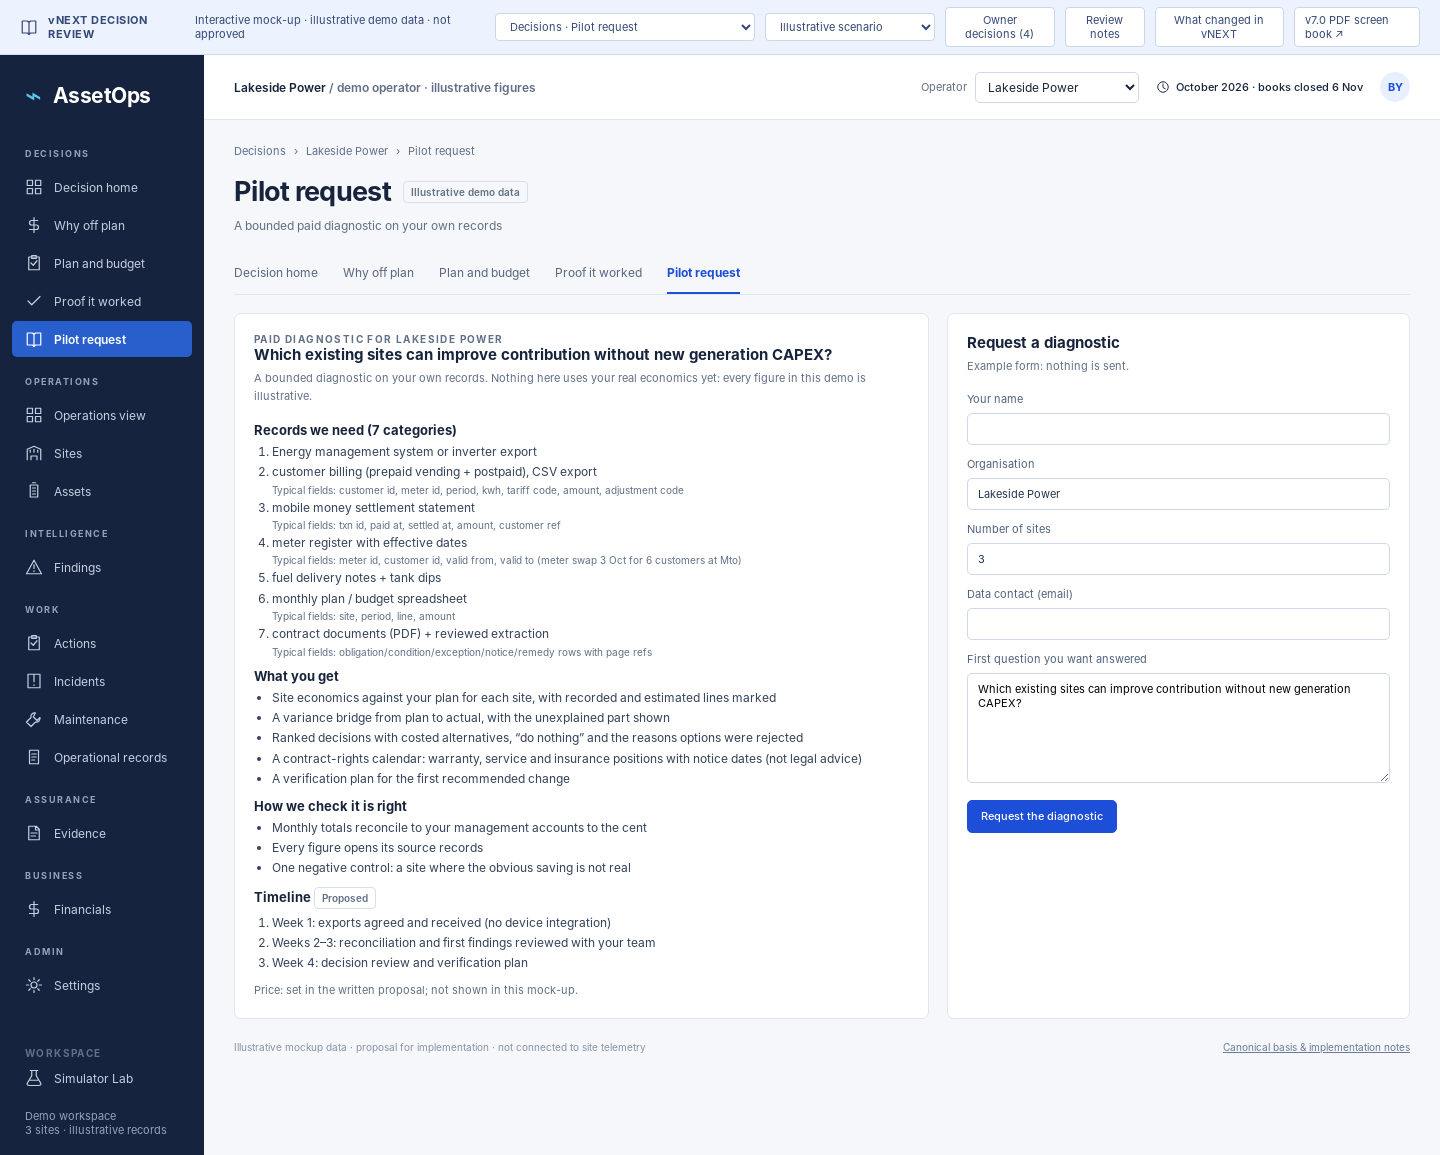 vNEXT DECISION REVIEW
Interactive mock-up · illustrative demo data · not approved
Decisions · Pilot request
Illustrative scenario
Owner decisions (4)
Review notes
What changed in vNEXT
v7.0 PDF screen book ↗
AssetOps
DECISIONS
Decision home
Why off plan
Plan and budget
Proof it worked
Pilot request
OPERATIONS
Operations view
Sites
Assets
INTELLIGENCE
Findings
WORK
Actions
Incidents
Maintenance
Operational records
ASSURANCE
Evidence
BUSINESS
Financials
ADMIN
Settings
WORKSPACE
Simulator Lab
Demo workspace
3 sites · illustrative records
Lakeside Power / demo operator · illustrative figures
Operator
Lakeside Power
October 2026 · books closed 6 Nov
BY
Decisions › Lakeside Power › Pilot request
Pilot request
Illustrative demo data
A bounded paid diagnostic on your own records
Decision home
Why off plan
Plan and budget
Proof it worked
Pilot request
PAID DIAGNOSTIC FOR LAKESIDE POWER
Which existing sites can improve contribution without new generation CAPEX?
A bounded diagnostic on your own records. Nothing here uses your real economics yet: every figure in this demo is
illustrative.
Records we need (7 categories)
1. Energy management system or inverter export
2. customer billing (prepaid vending + postpaid), CSV export
Typical fields: customer id, meter id, period, kwh, tariff code, amount, adjustment code
3. mobile money settlement statement
Typical fields: txn id, paid at, settled at, amount, customer ref
4. meter register with effective dates
Typical fields: meter id, customer id, valid from, valid to (meter swap 3 Oct for 6 customers at Mto)
5. fuel delivery notes + tank dips
6. monthly plan / budget spreadsheet
Typical fields: site, period, line, amount
7. contract documents (PDF) + reviewed extraction
Typical fields: obligation/condition/exception/notice/remedy rows with page refs
What you get
• Site economics against your plan for each site, with recorded and estimated lines marked
• A variance bridge from plan to actual, with the unexplained part shown
• Ranked decisions with costed alternatives, “do nothing” and the reasons options were rejected
• A contract-rights calendar: warranty, service and insurance positions with notice dates (not legal advice)
• A verification plan for the first recommended change
How we check it is right
• Monthly totals reconcile to your management accounts to the cent
• Every figure opens its source records
• One negative control: a site where the obvious saving is not real
Timeline Proposed
1. Week 1: exports agreed and received (no device integration)
2. Weeks 2–3: reconciliation and first findings reviewed with your team
3. Week 4: decision review and verification plan
Price: set in the written proposal; not shown in this mock-up.
Request a diagnostic
Example form: nothing is sent.
Your name
Organisation
Lakeside Power
Number of sites
3
Data contact (email)
First question you want answered
Which existing sites can improve contribution without new generation
CAPEX?
Request the diagnostic
Illustrative mockup data · proposal for implementation · not connected to site telemetry
Canonical basis & implementation notes